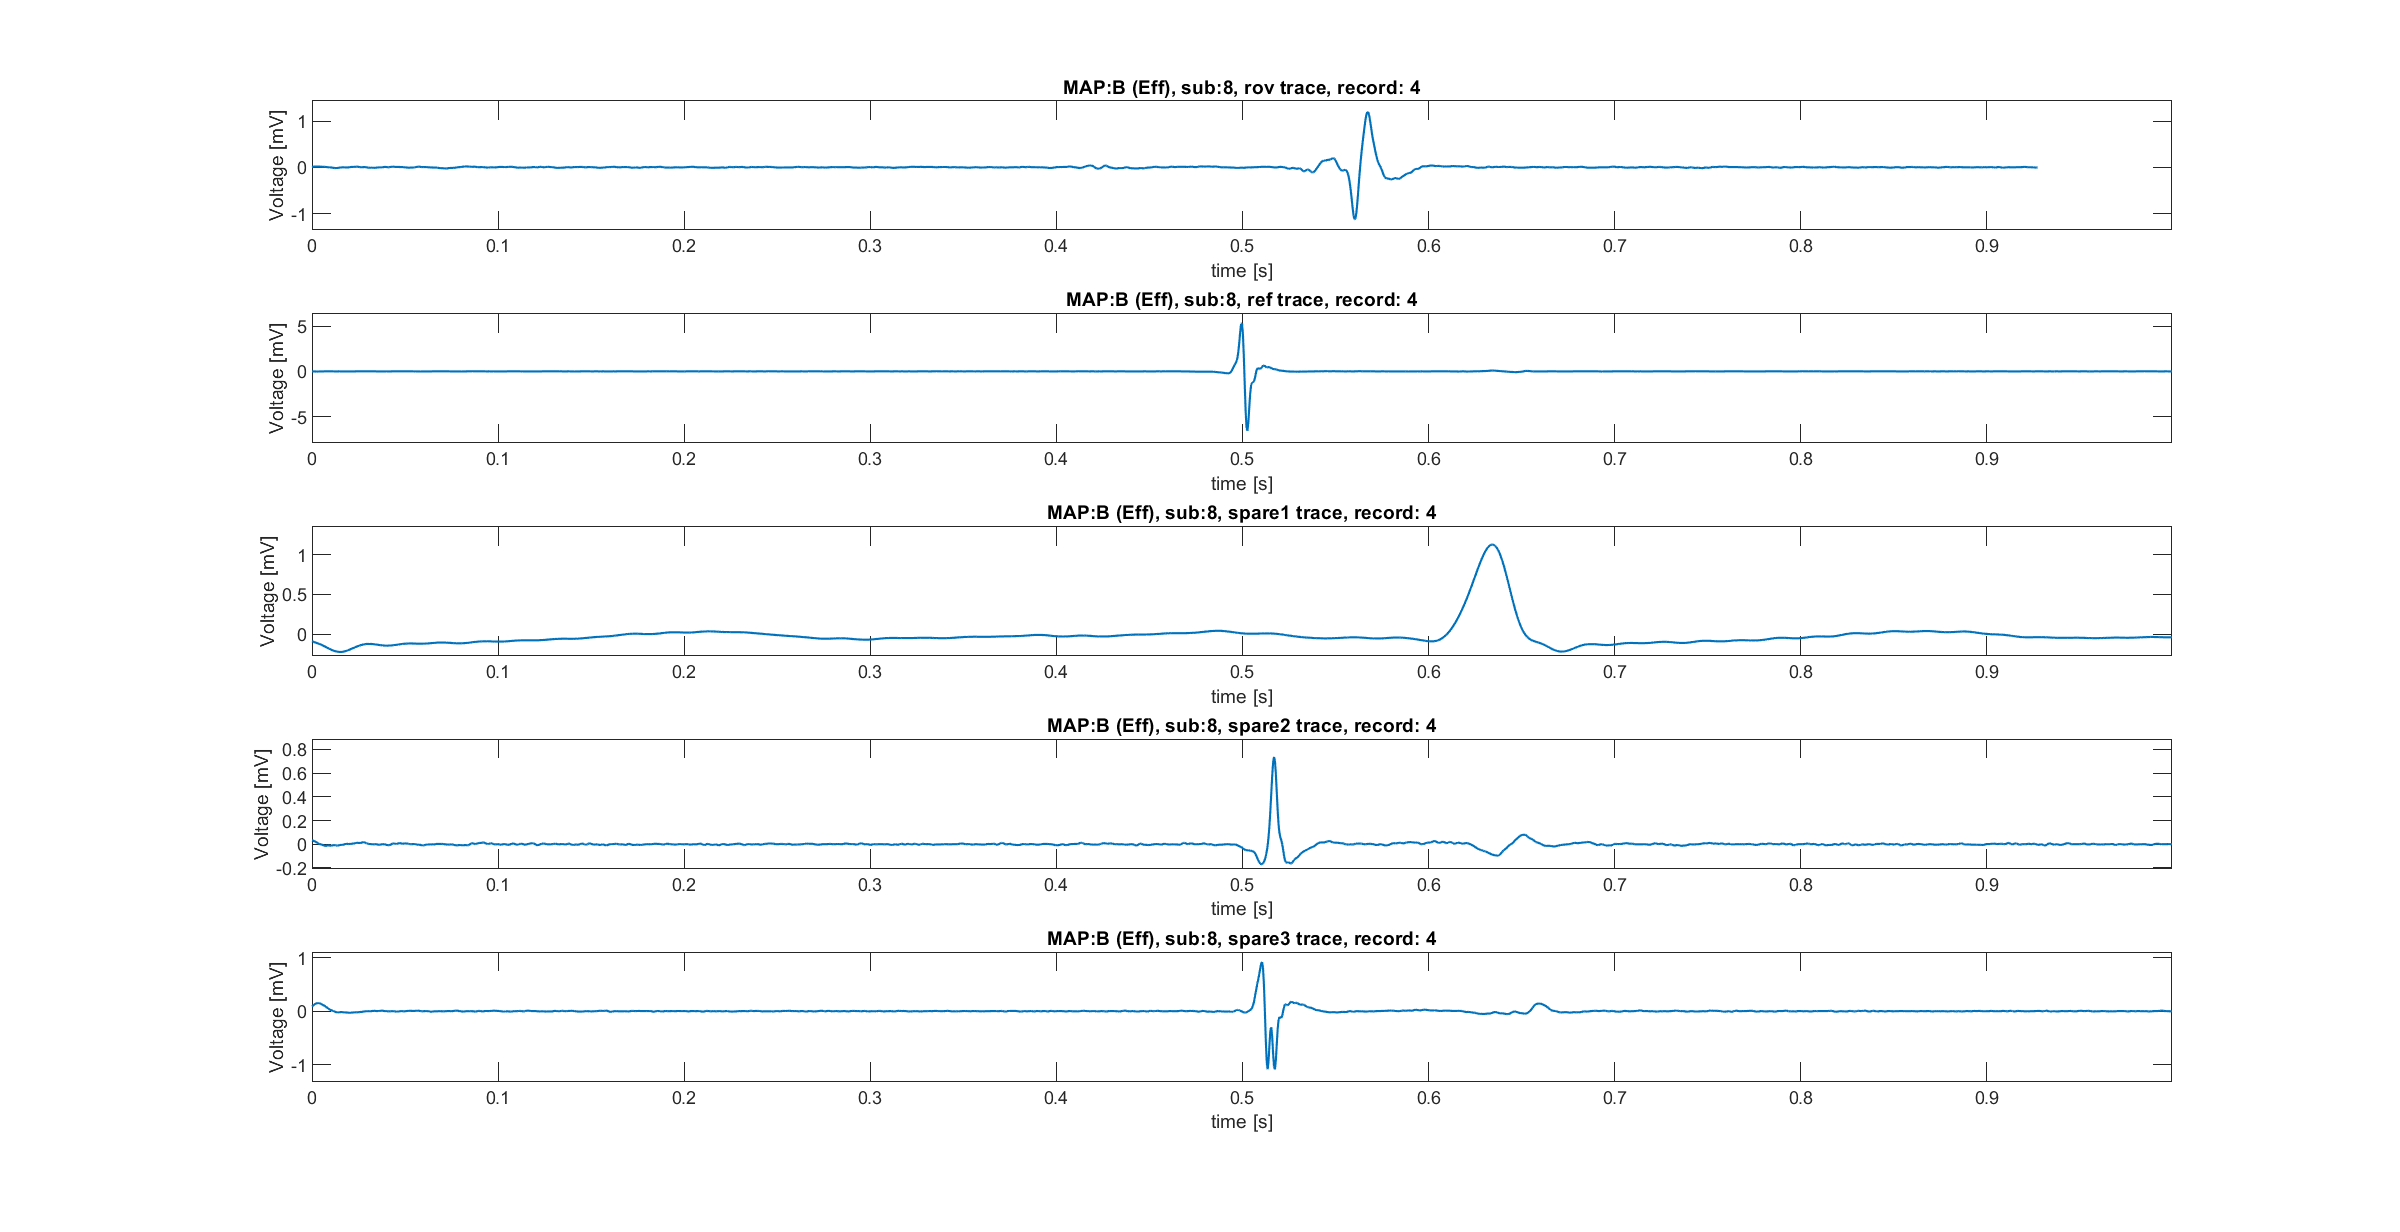 MAP:B (Eff), sub:8, rov trace, record: 4
Voltage [mV]
1
0
-1
0 0.1 0.2 0.3 0.4 0.5 0.6 0.7 0.8 0.9
time [s]
MAP:B (Eff), sub:8, ref trace, record: 4
Voltage [mV]
5
0
-5
0 0.1 0.2 0.3 0.4 0.5 0.6 0.7 0.8 0.9
time [s]
MAP:B (Eff), sub:8, spare1 trace, record: 4
Voltage [mV]
1
0.5
0
0 0.1 0.2 0.3 0.4 0.5 0.6 0.7 0.8 0.9
time [s]
MAP:B (Eff), sub:8, spare2 trace, record: 4
Voltage [mV]
0.8
0.6
0.4
0.2
0
-0.2
0 0.1 0.2 0.3 0.4 0.5 0.6 0.7 0.8 0.9
time [s]
MAP:B (Eff), sub:8, spare3 trace, record: 4
Voltage [mV]
1
0
-1
0 0.1 0.2 0.3 0.4 0.5 0.6 0.7 0.8 0.9
time [s]